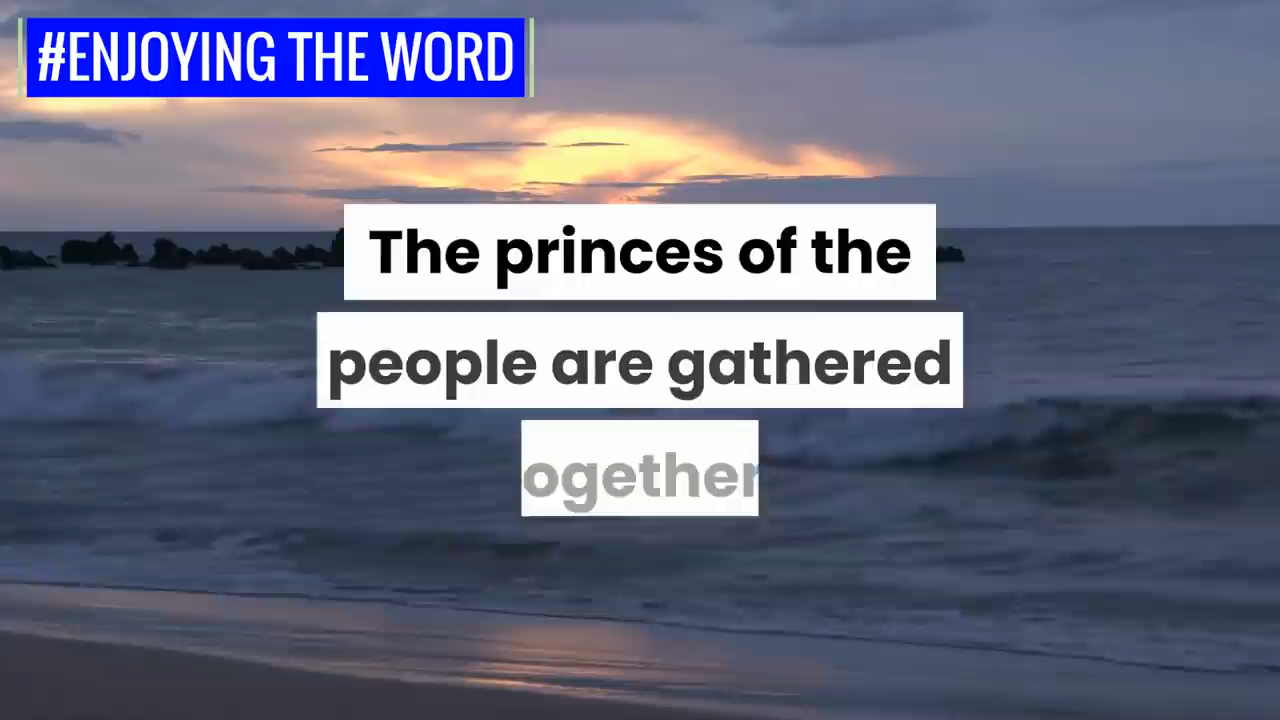 #ENJOYING THE WORD
The princes of the
people are gathered
ogether